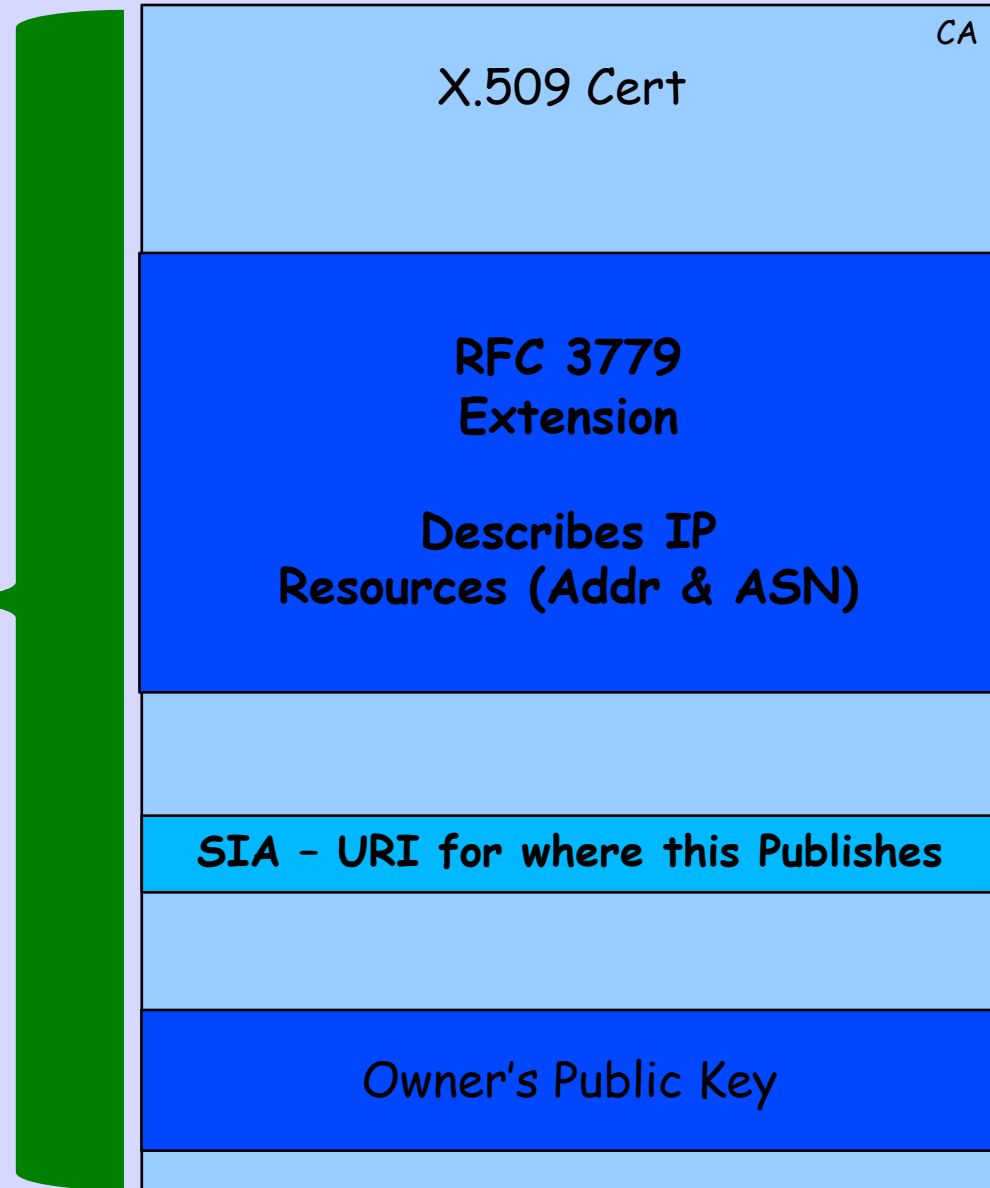 CA
X.509 Cert
RFC 3779
Extension
Describes IP
Resources (Addr & ASN)
SIA – URI for where this Publishes
Owner’s Public Key